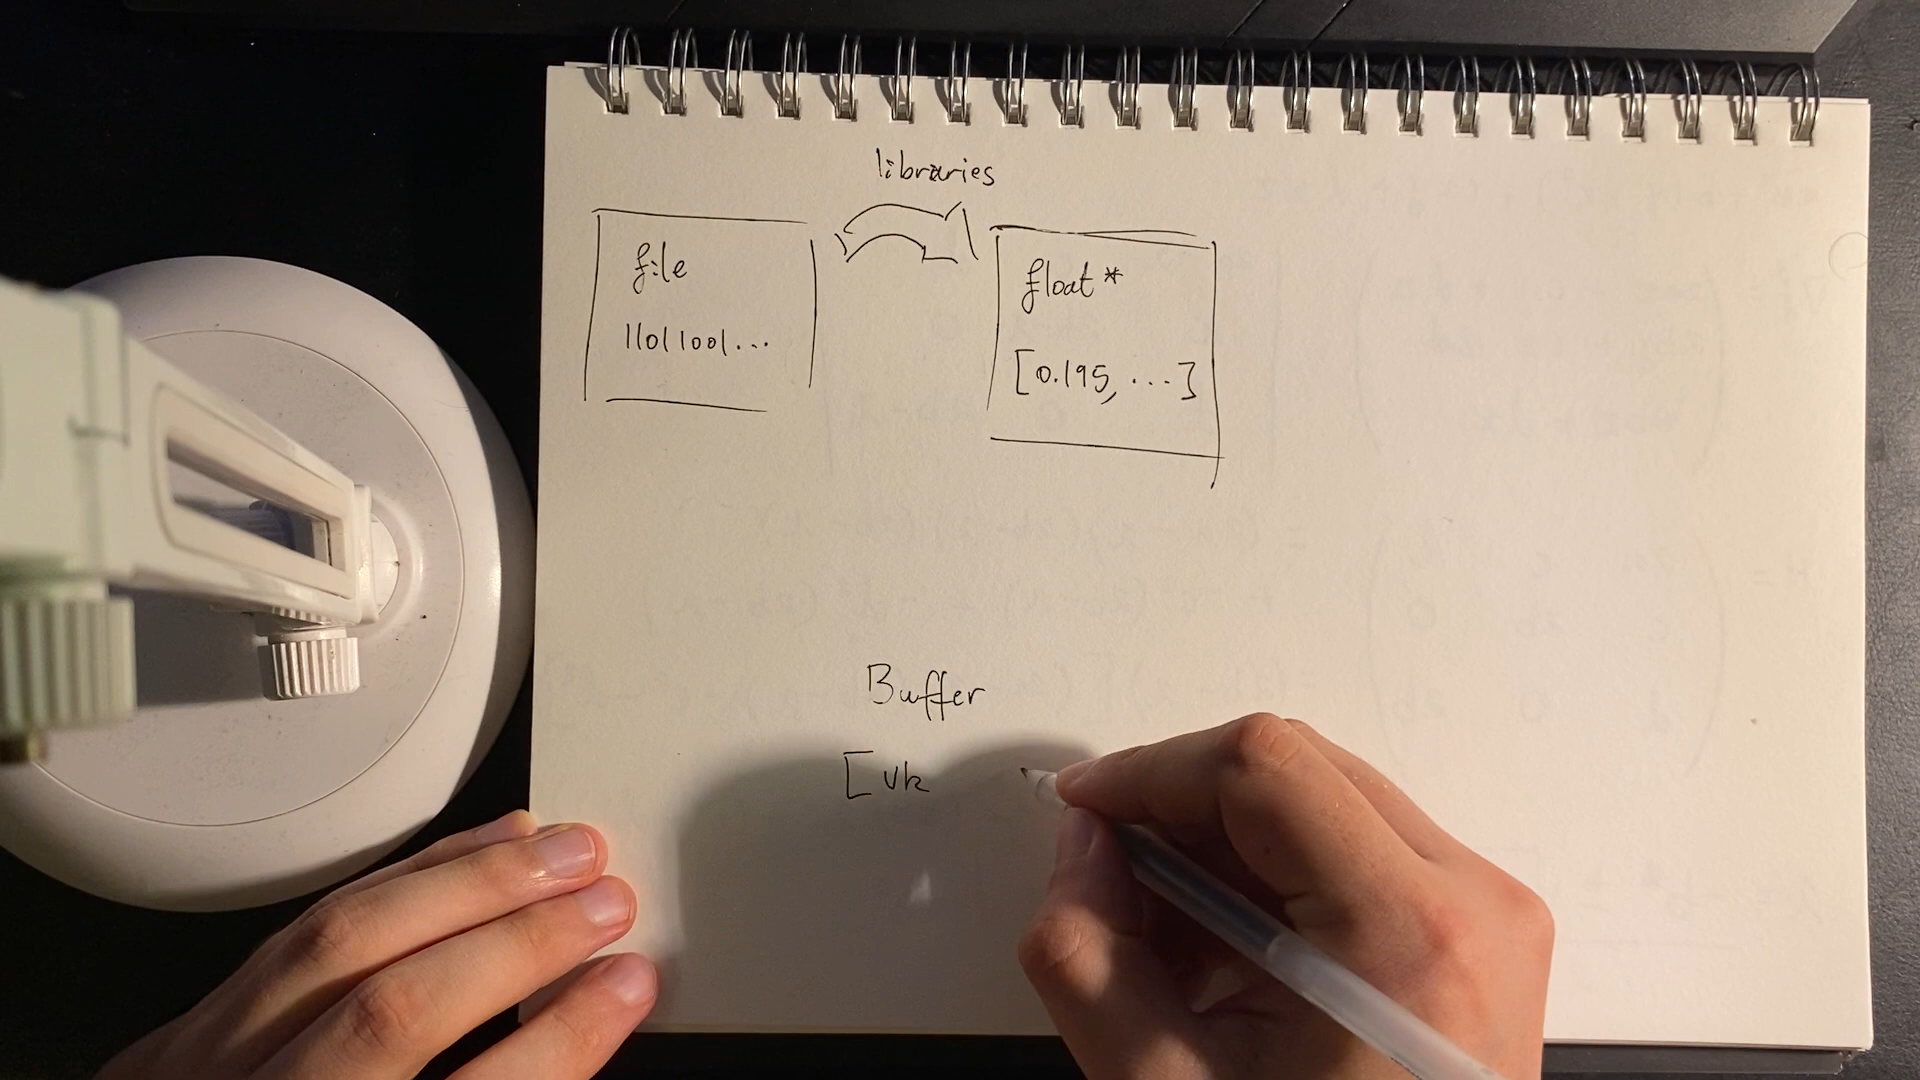 libraries
file
11011001...
float *
[0.195, ...]
Buffer
[ vk